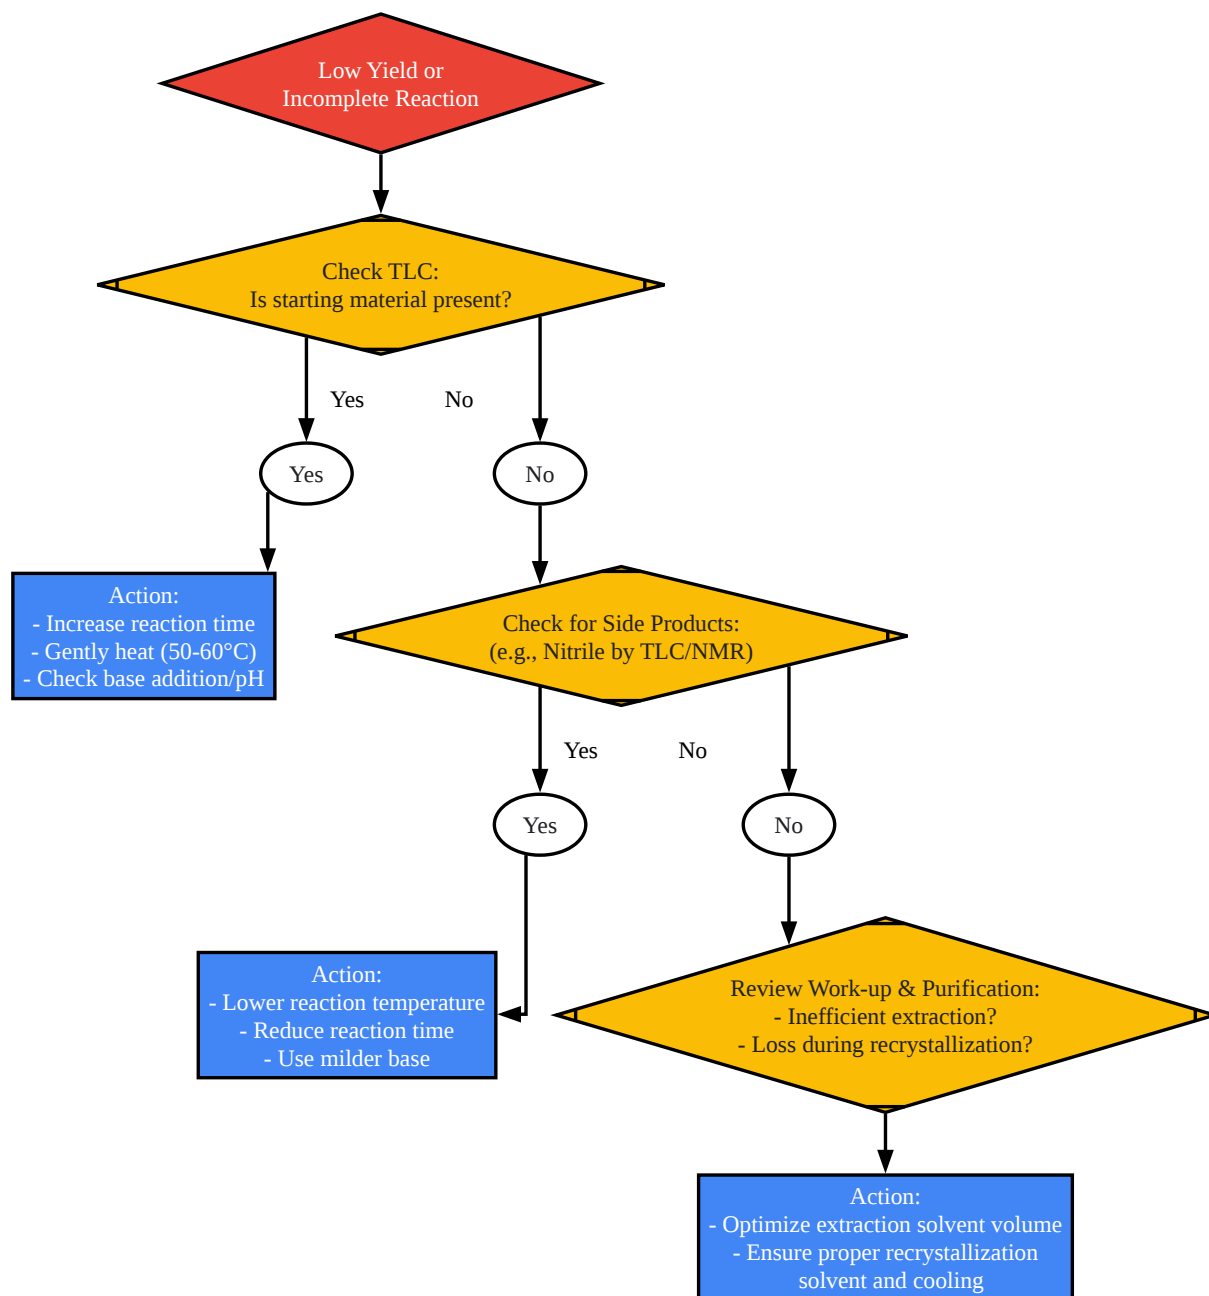 Low Yield or
Incomplete Reaction
Check TLC:
Is starting material present?
Yes
No
Yes
No
Action:
- Increase reaction time
- Gently heat (50-60°C)
- Check base addition/pH
Check for Side Products:
(e.g., Nitrile by TLC/NMR)
Yes
No
Yes
No
Action:
- Lower reaction temperature
- Reduce reaction time
- Use milder base
Review Work-up & Purification:
- Inefficient extraction?
- Loss during recrystallization?
Action:
- Optimize extraction solvent volume
- Ensure proper recrystallization
solvent and cooling